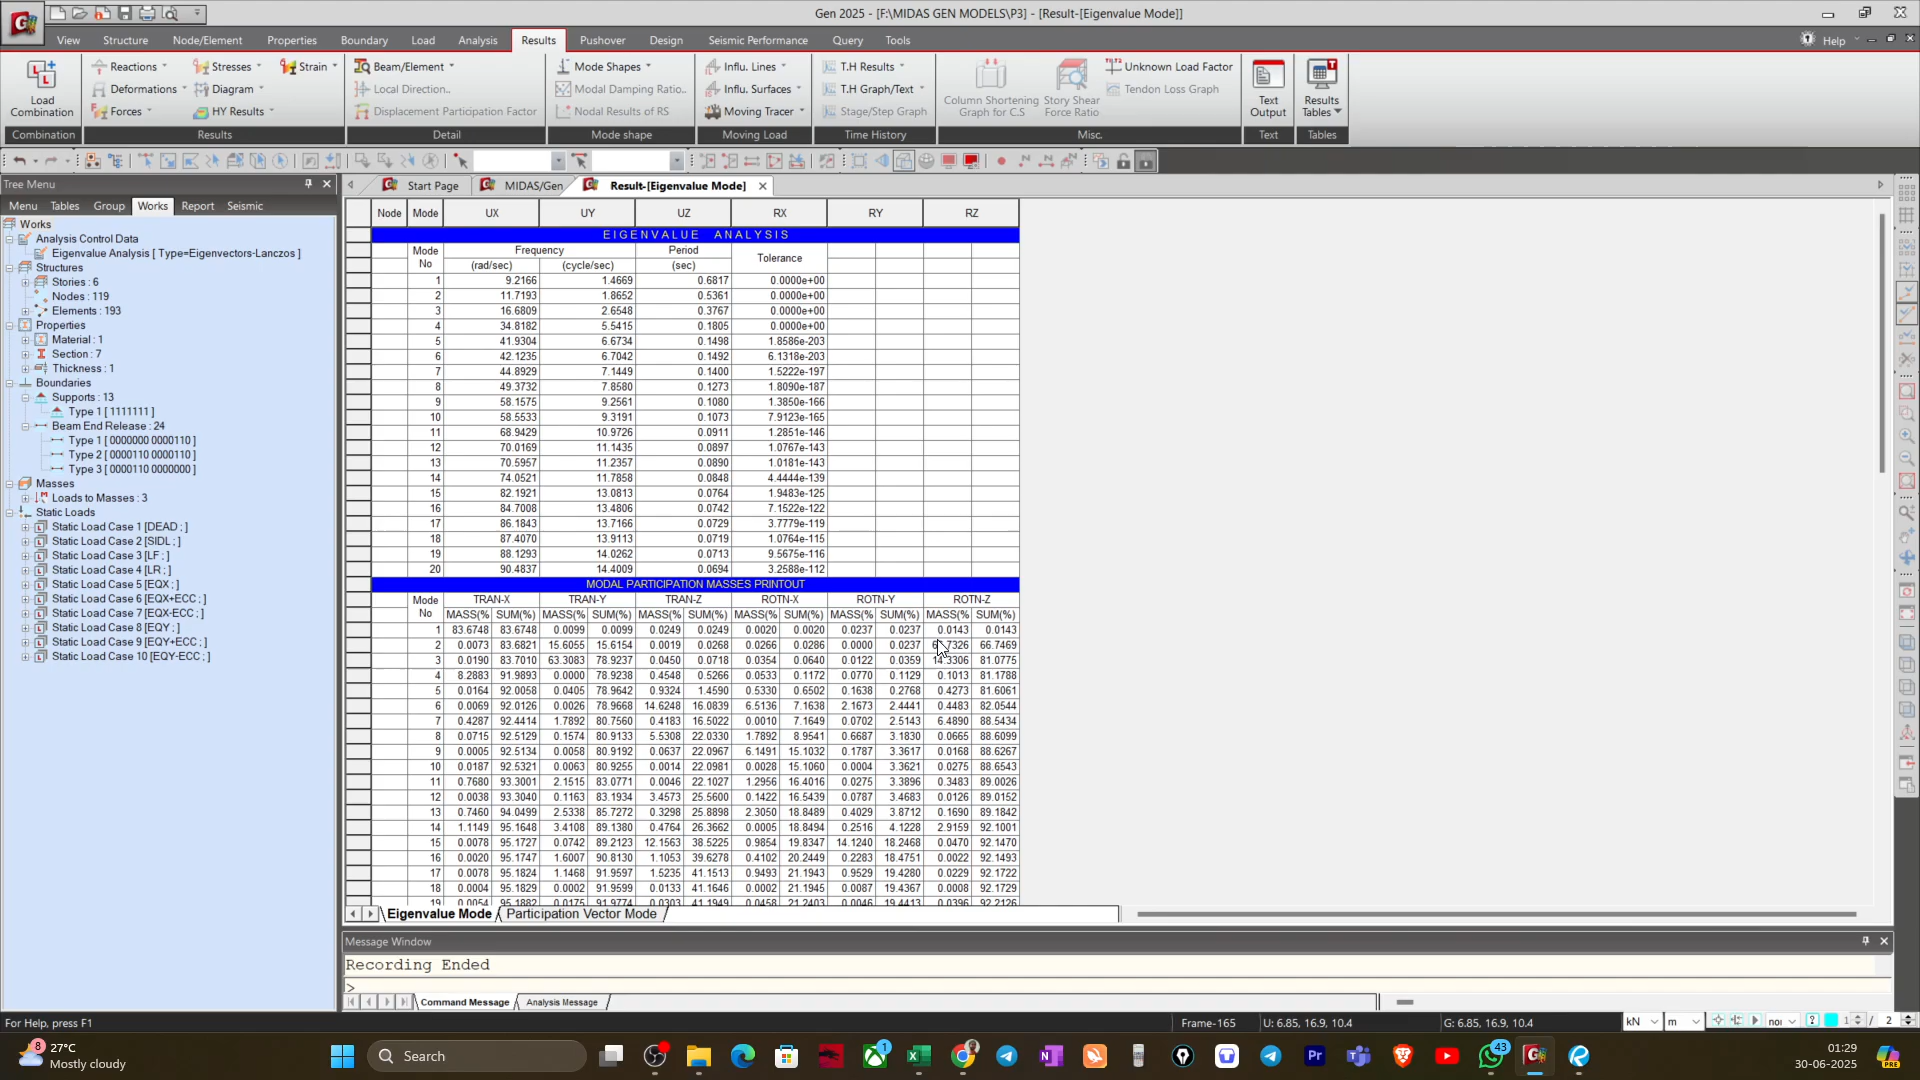 Gen 2025 - [F:\MIDAS GEN MODELS\P3] - [Result-[Eigenvalue Mode]]
View Structure Node/Element Properties Boundary Load Analysis Results Pushover Design Seismic Performance Query Tools Help
Reactions Stresses Strain Beam/Element Mode Shapes Influ. Lines T.H Results Unknown Load Factor
Deformations Diagram Local Direction.. Modal Damping Ratio.. Influ. Surfaces T.H Graph/Text Tendon Loss Graph
Forces HY Results Displacement Participation Factor Nodal Results of RS Moving Tracer Stage/Step Graph
Load Combination Column Shortening Graph for C.S Story Shear Force Ratio Text Output Results Tables
Combination Results Detail Mode shape Moving Load Time History Misc. Text Tables
Tree Menu
Menu Tables Group Works Report Seismic
Works
Analysis Control Data
Eigenvalue Analysis [ Type=Eigenvectors-Lanczos ]
Structures
Stories : 6
Nodes : 119
Elements : 193
Properties
Material : 1
Section : 7
Thickness : 1
Boundaries
Supports : 13
Type 1 [ 1111111 ]
Beam End Release : 24
Type 1 [ 0000000 0000110 ]
Type 2 [ 0000110 0000110 ]
Type 3 [ 0000110 0000000 ]
Masses
Loads to Masses : 3
Static Loads
Static Load Case 1 [DEAD ; ]
Static Load Case 2 [SIDL ; ]
Static Load Case 3 [LF ; ]
Static Load Case 4 [LR ; ]
Static Load Case 5 [EQX ; ]
Static Load Case 6 [EQX+ECC ; ]
Static Load Case 7 [EQX-ECC ; ]
Static Load Case 8 [EQY ; ]
Static Load Case 9 [EQY+ECC ; ]
Static Load Case 10 [EQY-ECC ; ]
Start Page MIDAS/Gen Result-[Eigenvalue Mode]
Node Mode UX UY UZ RX RY RZ
EIGENVALUE ANALYSIS
Mode No Frequency Period Tolerance
(rad/sec) (cycle/sec) (sec)
1 9.2166 1.4669 0.6817 0.0000e+00
2 11.7193 1.8652 0.5361 0.0000e+00
3 16.6809 2.6548 0.3767 0.0000e+00
4 34.8182 5.5415 0.1805 0.0000e+00
5 41.9304 6.6734 0.1498 1.8586e-203
6 42.1235 6.7042 0.1492 6.1318e-203
7 44.8929 7.1449 0.1400 1.5222e-197
8 49.3732 7.8580 0.1273 1.8090e-187
9 58.1575 9.2561 0.1080 1.3850e-166
10 58.5533 9.3191 0.1073 7.9123e-165
11 68.9429 10.9726 0.0911 1.2851e-146
12 70.0169 11.1435 0.0897 1.0767e-143
13 70.5957 11.2357 0.0890 1.0181e-143
14 74.0521 11.7858 0.0848 4.4444e-139
15 82.1921 13.0813 0.0764 1.9483e-125
16 84.7008 13.4806 0.0742 7.1522e-122
17 86.1843 13.7166 0.0729 3.7779e-119
18 87.4070 13.9113 0.0719 1.0764e-115
19 88.1293 14.0262 0.0713 9.5675e-116
20 90.4837 14.4009 0.0694 3.2588e-112
MODAL PARTICIPATION MASSES PRINTOUT
Mode No TRAN-X TRAN-Y TRAN-Z ROTN-X ROTN-Y ROTN-Z
MASS(% SUM(%) MASS(% SUM(%) MASS(% SUM(%) MASS(% SUM(%) MASS(% SUM(%) MASS(% SUM(%)
1 83.6748 83.6748 0.0099 0.0099 0.0249 0.0249 0.0020 0.0020 0.0237 0.0237 0.0143 0.0143
2 0.0073 83.6821 15.6055 15.6154 0.0019 0.0268 0.0266 0.0286 0.0000 0.0237 66.7469
3 0.0190 83.7010 63.3083 78.9237 0.0450 0.0718 0.0354 0.0640 0.0122 0.0359 14.3306 81.0775
4 8.2883 91.9893 0.0000 78.9238 0.4548 0.5266 0.0533 0.1172 0.0770 0.1129 0.1013 81.1788
5 0.0164 92.0058 0.0405 78.9642 0.9324 1.4590 0.5330 0.6502 0.1638 0.2768 0.4273 81.6061
6 0.0069 92.0126 0.0026 78.9668 14.6248 16.0839 6.5136 7.1638 2.1673 2.4441 0.4483 82.0544
7 0.4287 92.4414 1.7892 80.7560 0.4183 16.5022 0.0010 7.1649 0.0702 2.5143 6.4890 88.5434
8 0.0715 92.5129 0.1574 80.9133 5.5308 22.0330 1.7892 8.9541 0.6687 3.1830 0.0665 88.6099
9 0.0005 92.5134 0.0058 80.9192 0.0637 22.0967 6.1491 15.1032 0.1787 3.3617 0.0168 88.6267
10 0.0187 92.5321 0.0063 80.9255 0.0014 22.0981 0.0028 15.1060 0.0004 3.3621 0.0275 88.6543
11 0.7680 93.3001 2.1515 83.0771 0.0046 22.1027 1.2956 16.4016 0.0275 3.3896 0.3483 89.0026
12 0.0038 93.3040 0.1163 83.1934 3.4573 25.5600 0.1422 16.5439 0.0787 3.4683 0.0126 89.0152
13 0.7460 94.0499 2.5338 85.7272 0.3298 25.8898 2.3050 18.8489 0.4029 3.8712 0.1690 89.1842
14 1.1149 95.1648 3.4108 89.1380 0.4764 26.3662 0.0005 18.8494 0.2516 4.1228 2.9159 92.1001
15 0.0078 95.1727 0.0742 89.2123 12.1563 38.5225 0.9854 19.8347 14.1240 18.2468 0.0470 92.1470
16 0.0020 95.1747 1.6007 90.8130 1.1053 39.6278 0.4102 20.2449 0.2283 18.4751 0.0022 92.1493
17 0.0078 95.1824 1.1468 91.9597 1.5235 41.1513 0.9493 21.1943 0.9529 19.4280 0.0229 92.1722
18 0.0004 95.1829 0.0002 91.9599 0.0133 41.1646 0.0002 21.1945 0.0087 19.4367 0.0008 92.1729
19 0.0054 95.1882 0.0175 91.9774 0.0303 41.1949 0.0458 21.2403 0.0046 19.4413 0.0396 92.2126
Eigenvalue Mode Participation Vector Mode
Message Window
Recording Ended
>
Command Message Analysis Message
For Help, press F1 Frame-165 U: 6.85, 16.9, 10.4 G: 6.85, 16.9, 10.4 kN m nor 1 / 2
8 27°C Mostly cloudy Search 1 43 01:29 30-06-2025